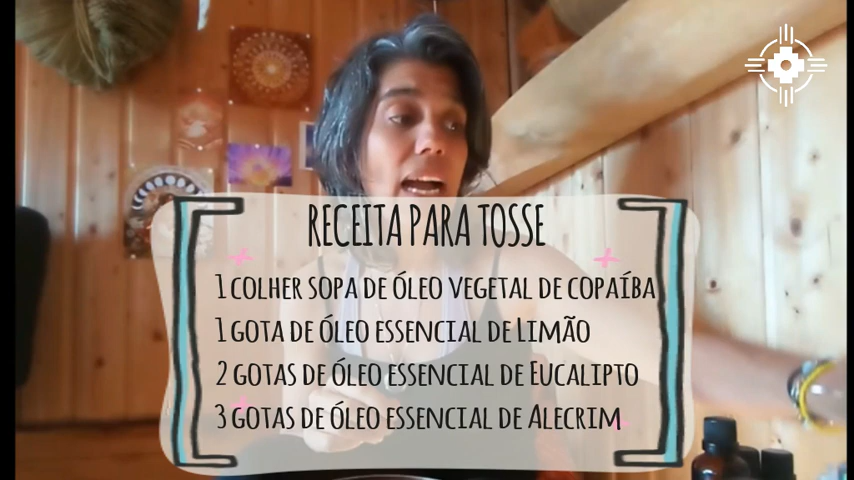 RECEITA PARA TOSSE
1 COLHER SOPA DE ÓLEO VEGETAL DE COPAÍBA
1 GOTA DE ÓLEO ESSENCIAL DE LIMÃO
2 GOTAS DE ÓLEO ESSENCIAL DE EUCALIPTO
3 GOTAS DE ÓLEO ESSENCIAL DE ALECRIM